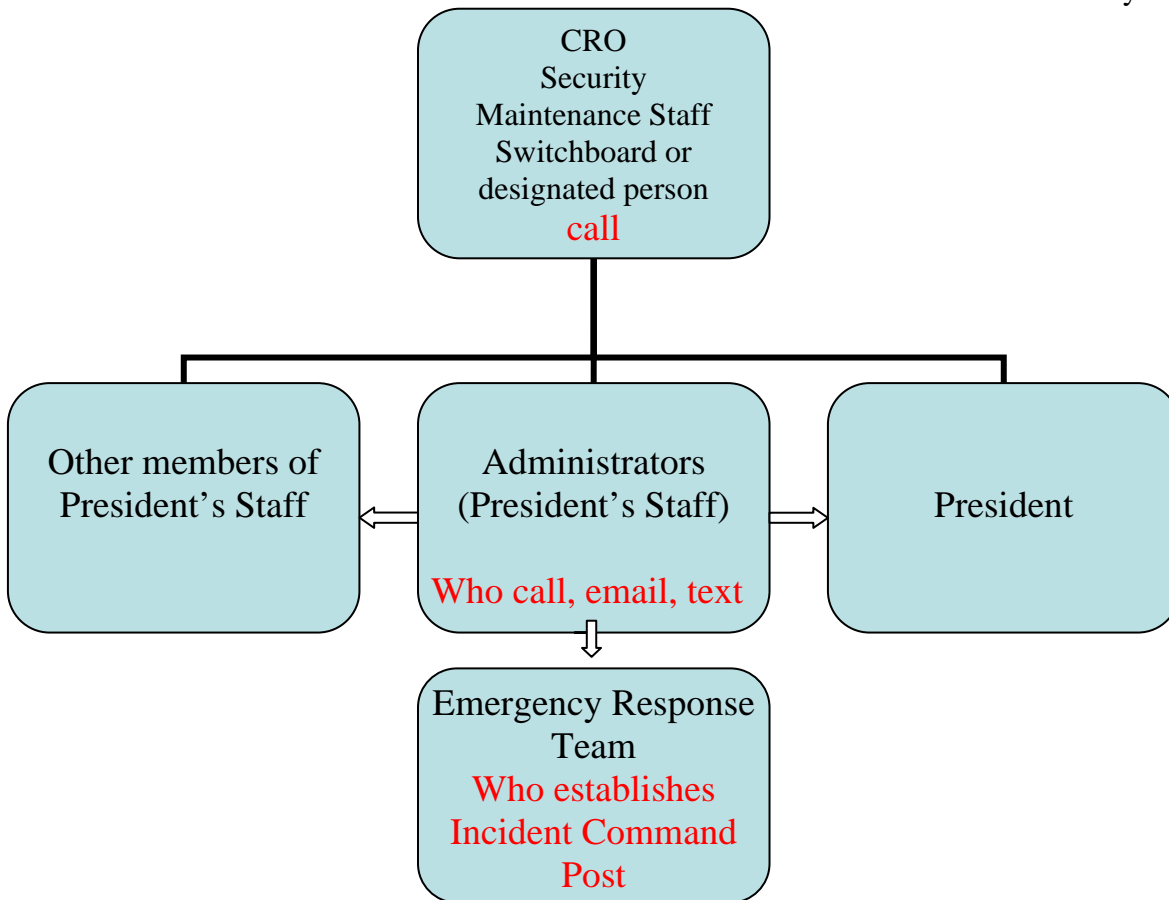 CRO
Security
Maintenance Staff
Switchboard or
designated person
call
Other members of
President’s Staff
Administrators
(President’s Staff)
Who call, email, text
President
Emergency Response
Team
Who establishes
Incident Command
Post